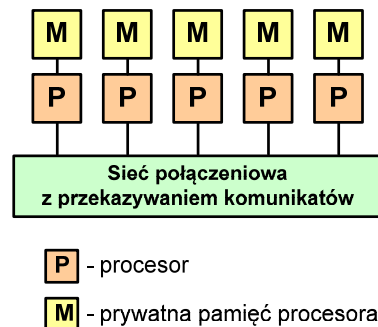 M M M M M
P P P P P
Sieć połączeniowa
z przekazywaniem komunikatów
P - procesor
M - prywatna pamięć procesora